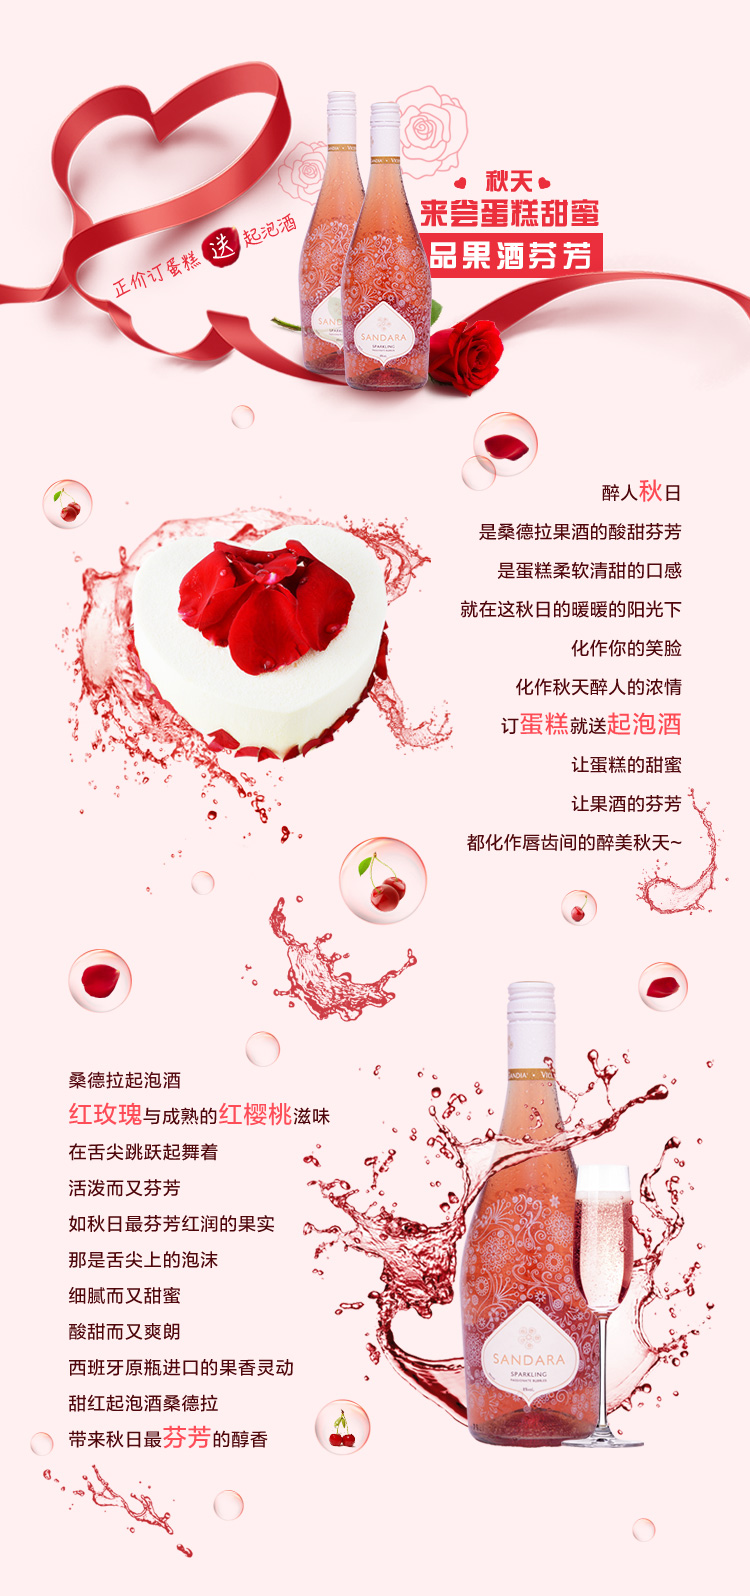 秋天
来尝蛋糕甜蜜
品果酒芬芳
正价订蛋糕 送 起泡酒
SANDARA
SPARKLING
醉人秋日
是桑德拉果酒的酸甜芬芳
是蛋糕柔软清甜的口感
就在这秋日的暖暖的阳光下
化作你的笑脸
化作秋天醉人的浓情
订蛋糕就送起泡酒
让蛋糕的甜蜜
让果酒的芬芳
都化作唇齿间的醉美秋天~
桑德拉起泡酒
红玫瑰与成熟的红樱桃滋味
在舌尖跳跃起舞着
活泼而又芬芳
如秋日最芬芳红润的果实
那是舌尖上的泡沫
细腻而又甜蜜
酸甜而又爽朗
西班牙原瓶进口的果香灵动
甜红起泡酒桑德拉
带来秋日最芬芳的醇香
SANDARA
SPARKLING
PASSIONATE BUBBLES